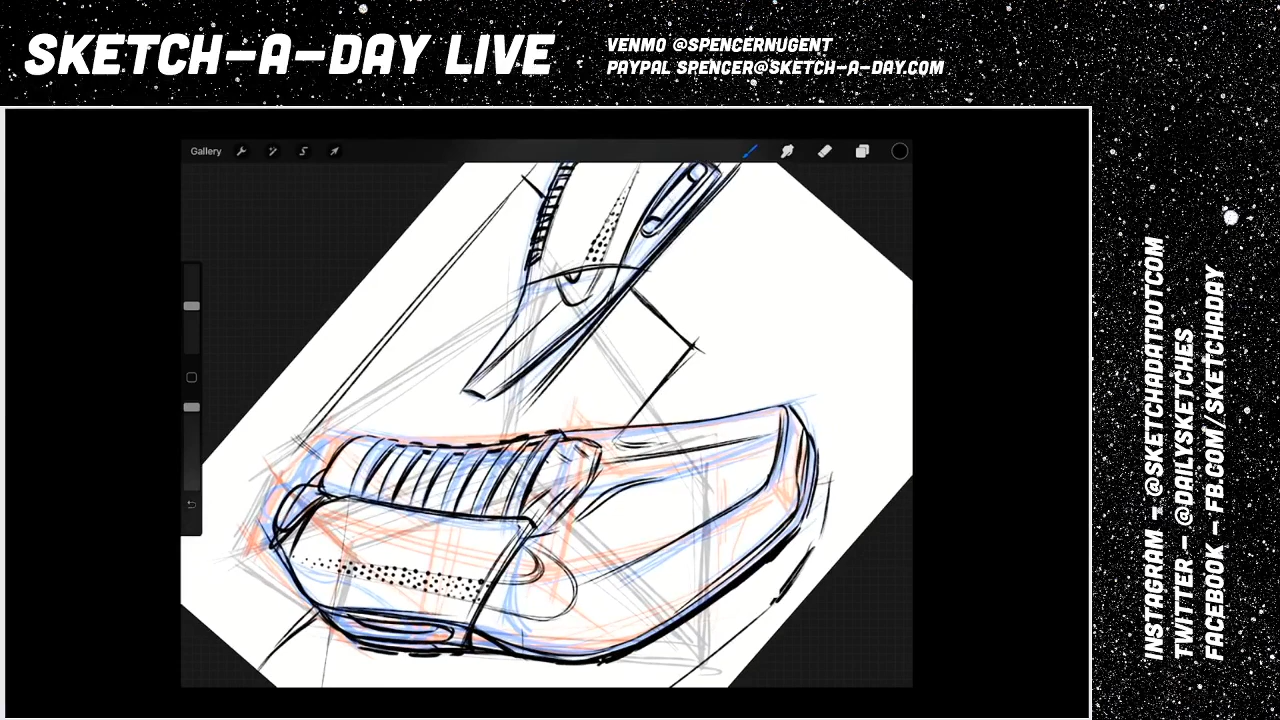 SKETCH-A-DAY LIVE
VENMO @SPENCERNUGENT
PAYPAL SPENCER@SKETCH-A-DAY.COM
Gallery
INSTAGRAM - @SKETCHADAYDOTCOM
TWITTER - @DAILYSKETCHES
FACEBOOK - FB.COM/SKETCHADAY